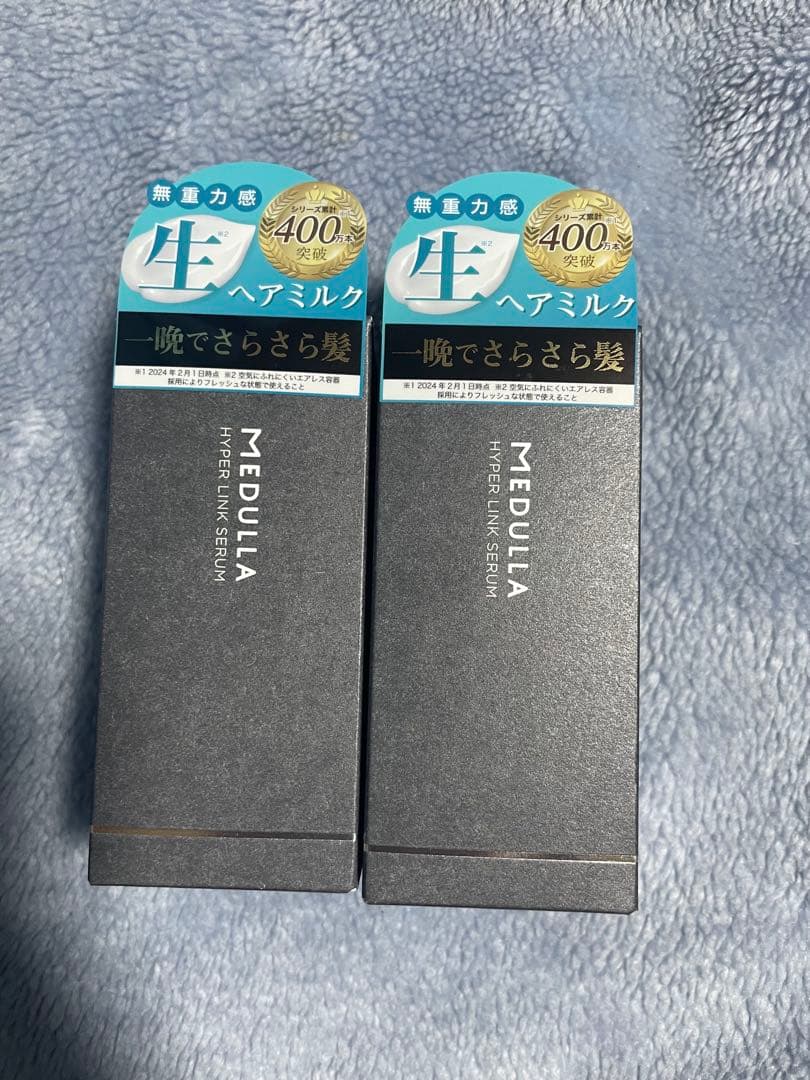 無重力感
シリーズ累計※1
400万本
突破
生※2
ヘアミルク
一晩でさらさら髪
※1 2024年2月1日時点 ※2 空気にふれにくいエアレス容器
採用によりフレッシュな状態で使えること
MEDULLA
HYPER LINK SERUM
無重力感
シリーズ累計※1
400万本
突破
生※2
ヘアミルク
一晩でさらさら髪
※1 2024年2月1日時点 ※2 空気にふれにくいエアレス容器
採用によりフレッシュな状態で使えること
MEDULLA
HYPER LINK SERUM